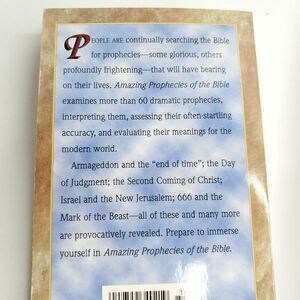 PEOPLE ARE continually searching the Bible
for prophecies—some glorious, others
profoundly frightening—that will have bearing
on their lives. Amazing Prophecies of the Bible
examines more than 60 dramatic prophecies,
interpreting them, assessing their often-startling
accuracy, and evaluating their meanings for the
modern world.
Armageddon and the “end of time”; the Day
of Judgment; the Second Coming of Christ;
Israel and the New Jerusalem; 666 and
the Mark of the Beast—all of these and many more
are provocatively revealed. Prepare to immerse
yourself in Amazing Prophecies of the Bible.